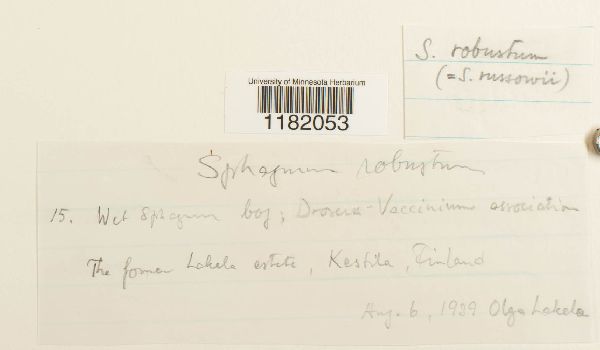 S. robustum
(=S. russowii)
University of Minnesota Herbarium
1182053
Sphagnum robustum
15. Wet Sphagnum bog; Drosera-Vaccinium association
The former Lakela estate, Kestila, Finland
Aug. 6, 1939 Olga Lakela